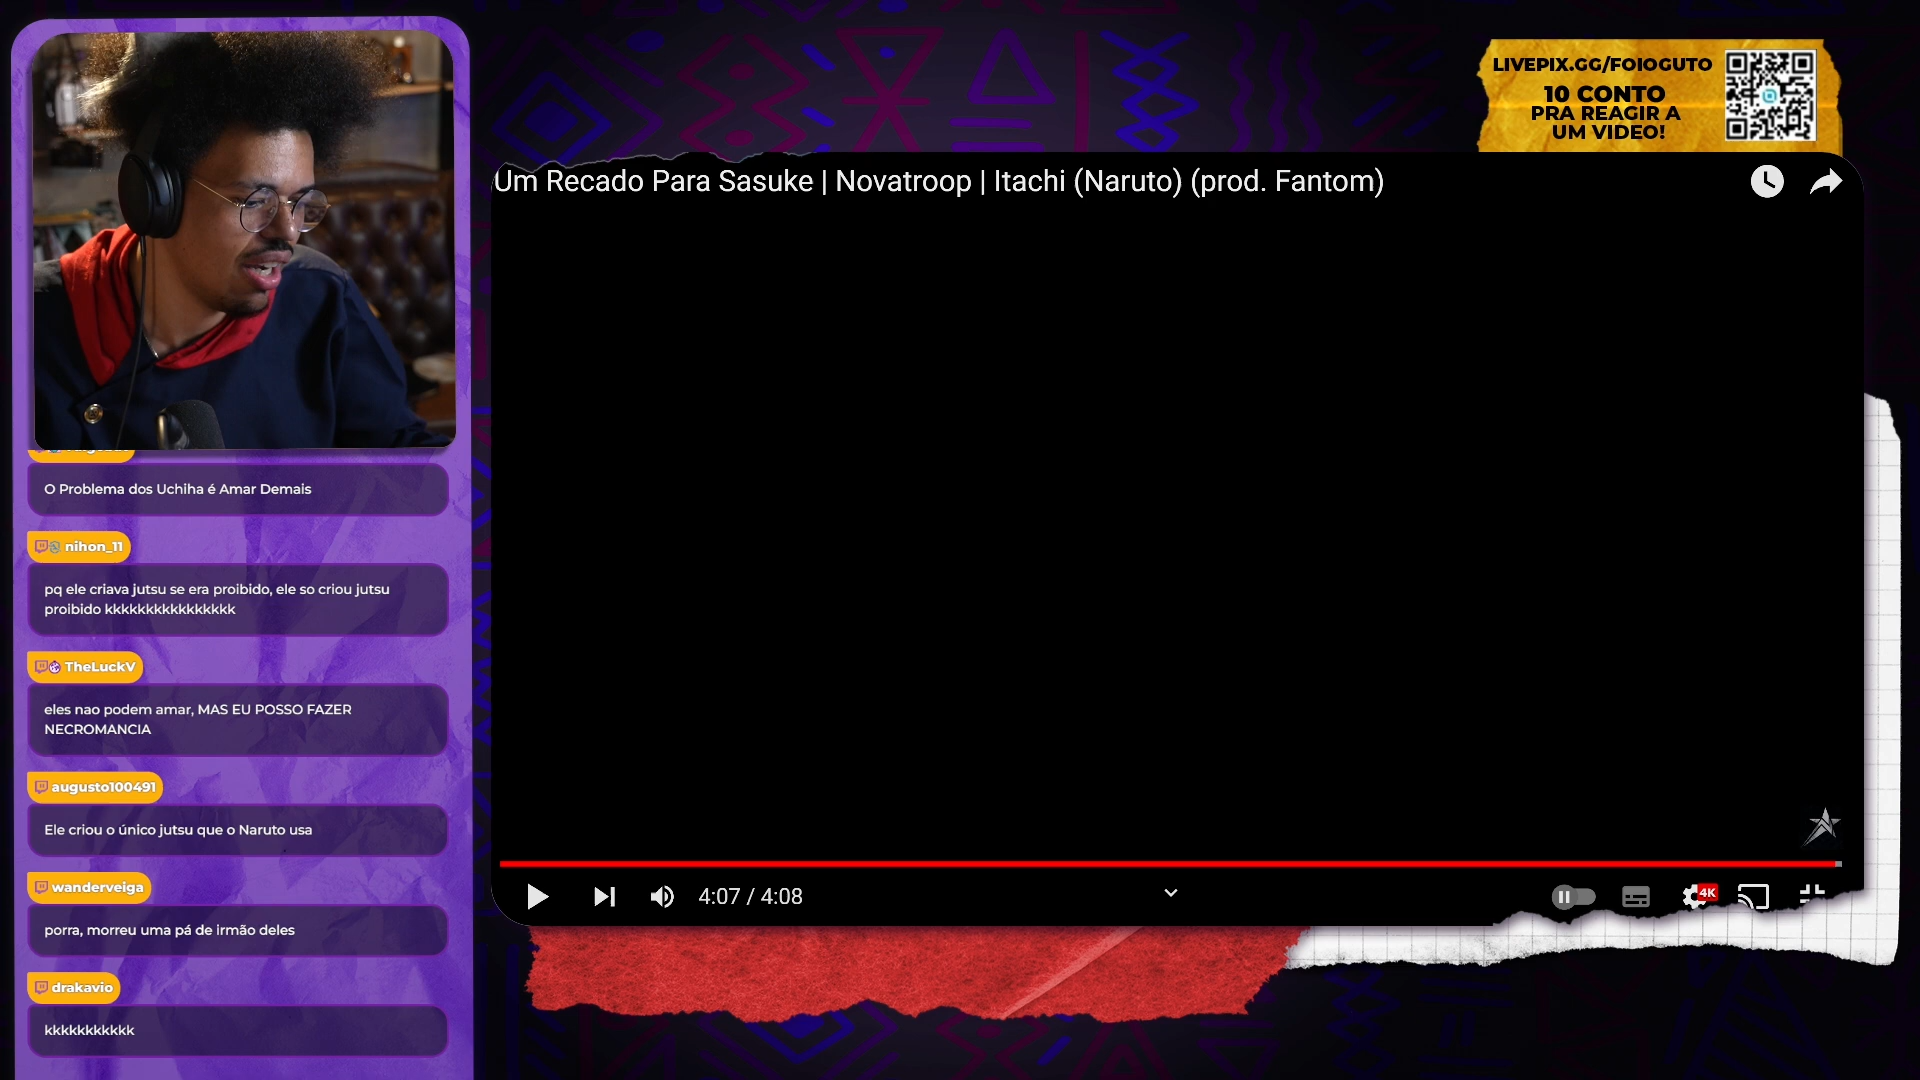 LIVEPIX.GG/FOIOGUTO
10 CONTO
PRA REAGIR A
UM VIDEO!
Um Recado Para Sasuke | Novatroop | Itachi (Naruto) (prod. Fantom)
O Problema dos Uchiha é Amar Demais
nihon_11
pq ele criava jutsu se era proibido, ele so criou jutsu
proibido kkkkkkkkkkkkkkkk
TheLuckV
eles nao podem amar, MAS EU POSSO FAZER
NECROMANCIA
augusto100491
Ele criou o único jutsu que o Naruto usa
wanderveiga
porra, morreu uma pá de irmão deles
drakavio
kkkkkkkkkkk
4:07 / 4:08
4K